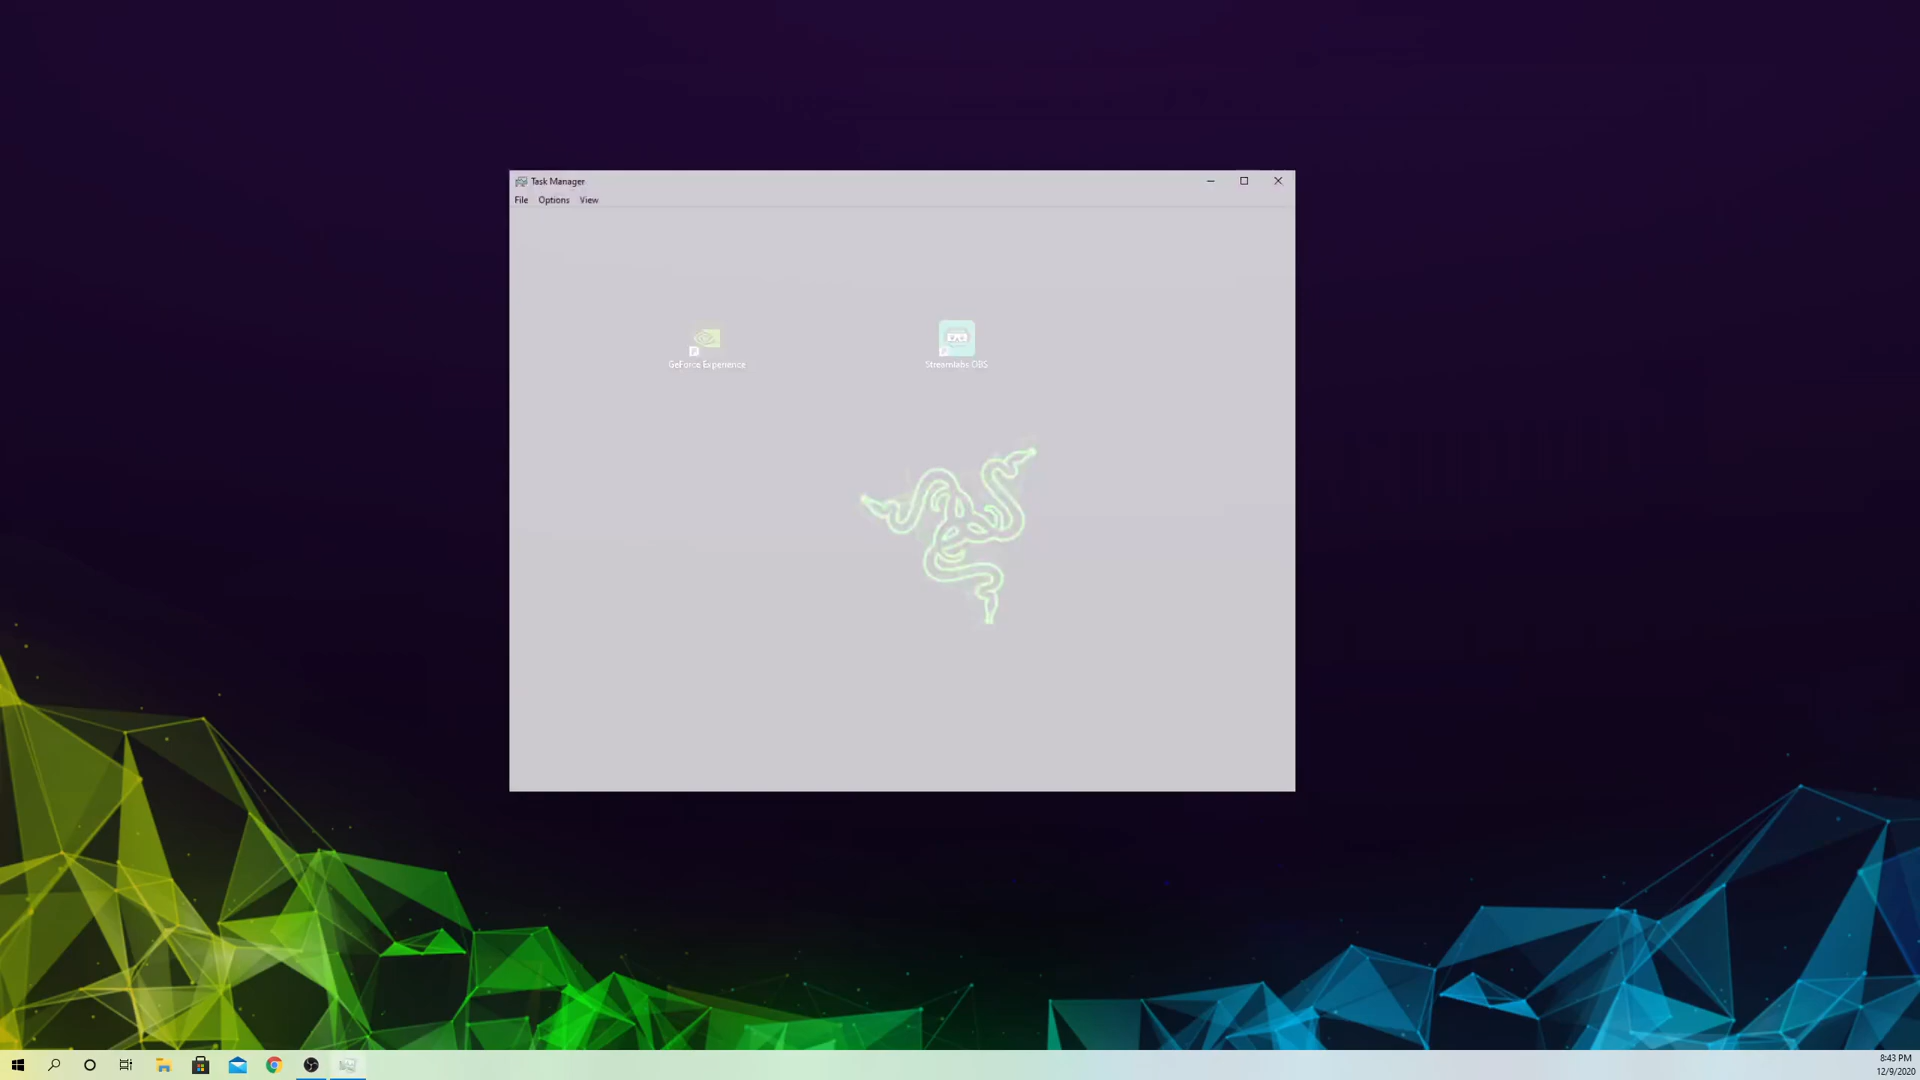 Task Manager
File Options View
GeForce Experience
Streamlabs OBS
8:43 PM
12/9/2020